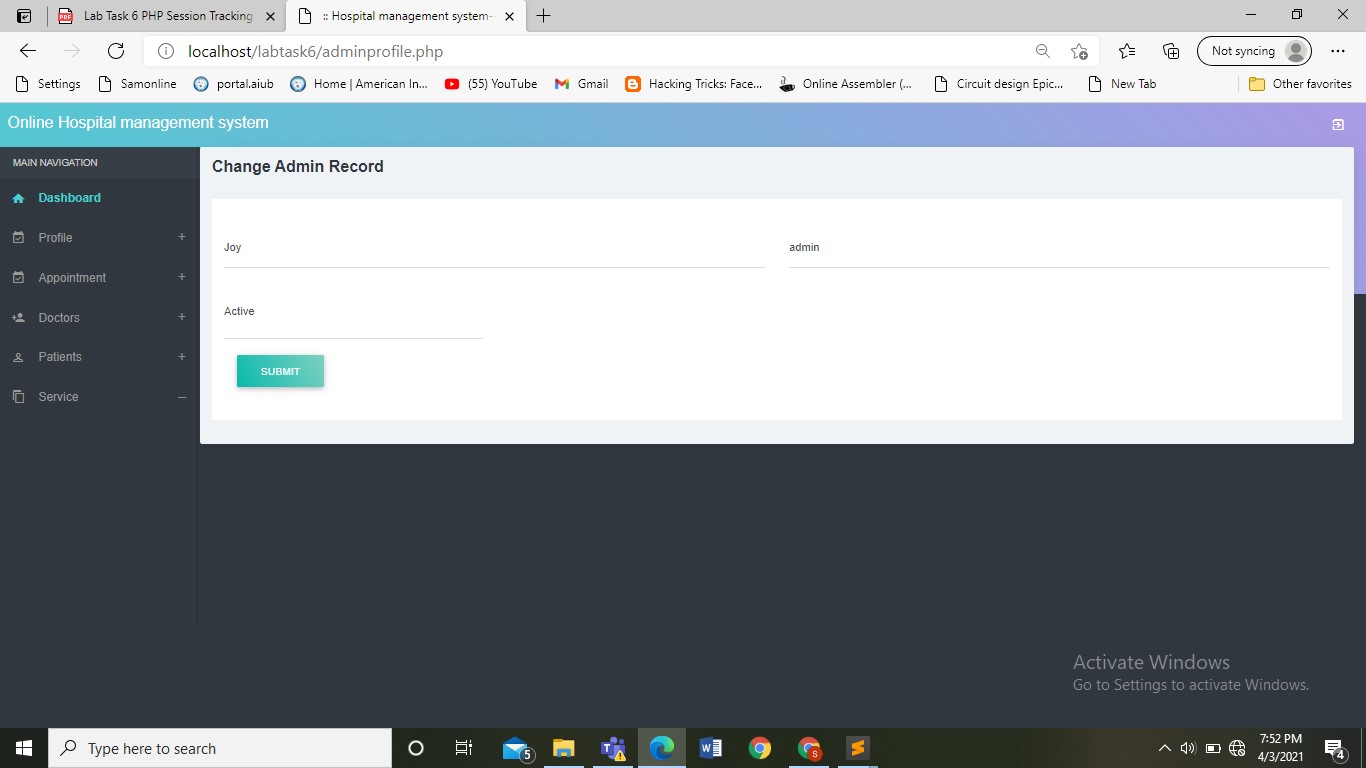 Lab Task 6 PHP Session Tracking
:: Hospital management system-
localhost/labtask6/adminprofile.php
Not syncing
Settings
Samonline
portal.aiub
Home | American In...
(55) YouTube
Gmail
Hacking Tricks: Face...
Online Assembler (...
Circuit design Epic...
New Tab
Other favorites
Online Hospital management system
MAIN NAVIGATION
Change Admin Record
Dashboard
Profile
Appointment
Doctors
Patients
Service
Joy
admin
Active
SUBMIT
Activate Windows
Go to Settings to activate Windows.
Type here to search
5
7:52 PM
4/3/2021
4